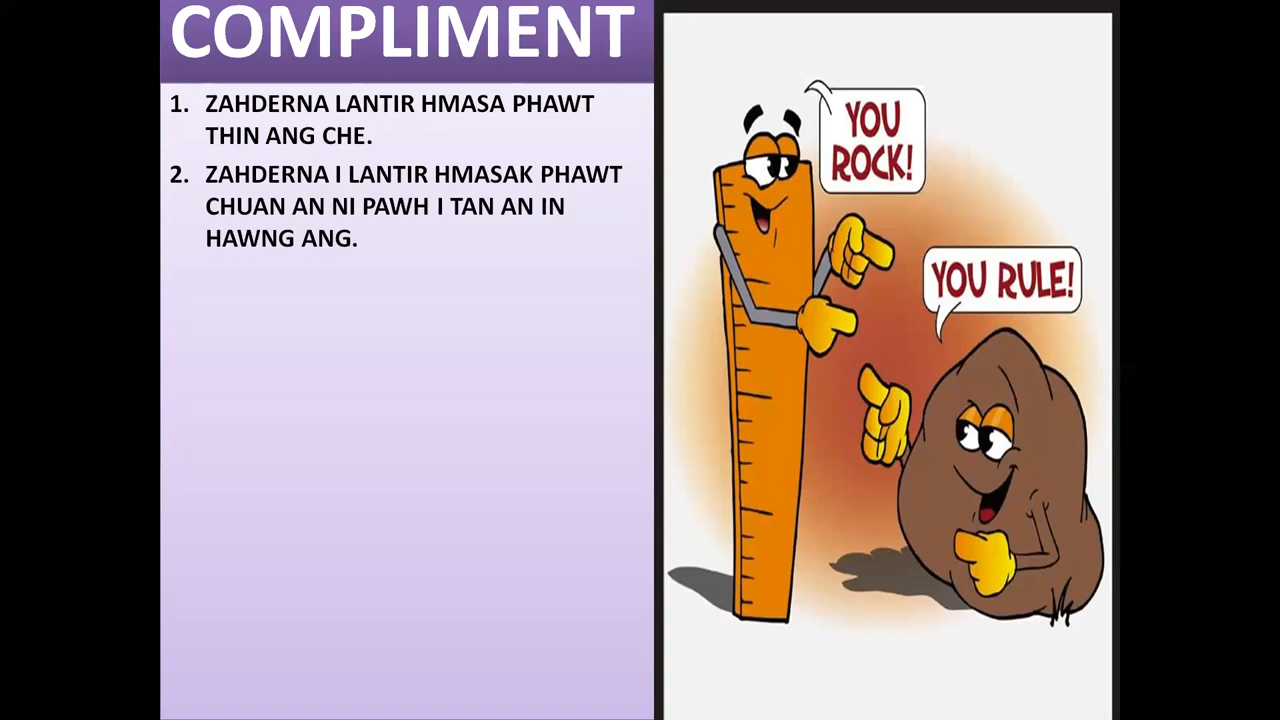 COMPLIMENT
1. ZAHDERNA LANTIR HMASA PHAWT
THIN ANG CHE.
2. ZAHDERNA I LANTIR HMASAK PHAWT
CHUAN AN NI PAWH I TAN AN IN
HAWNG ANG.
YOU
ROCK!
YOU RULE!